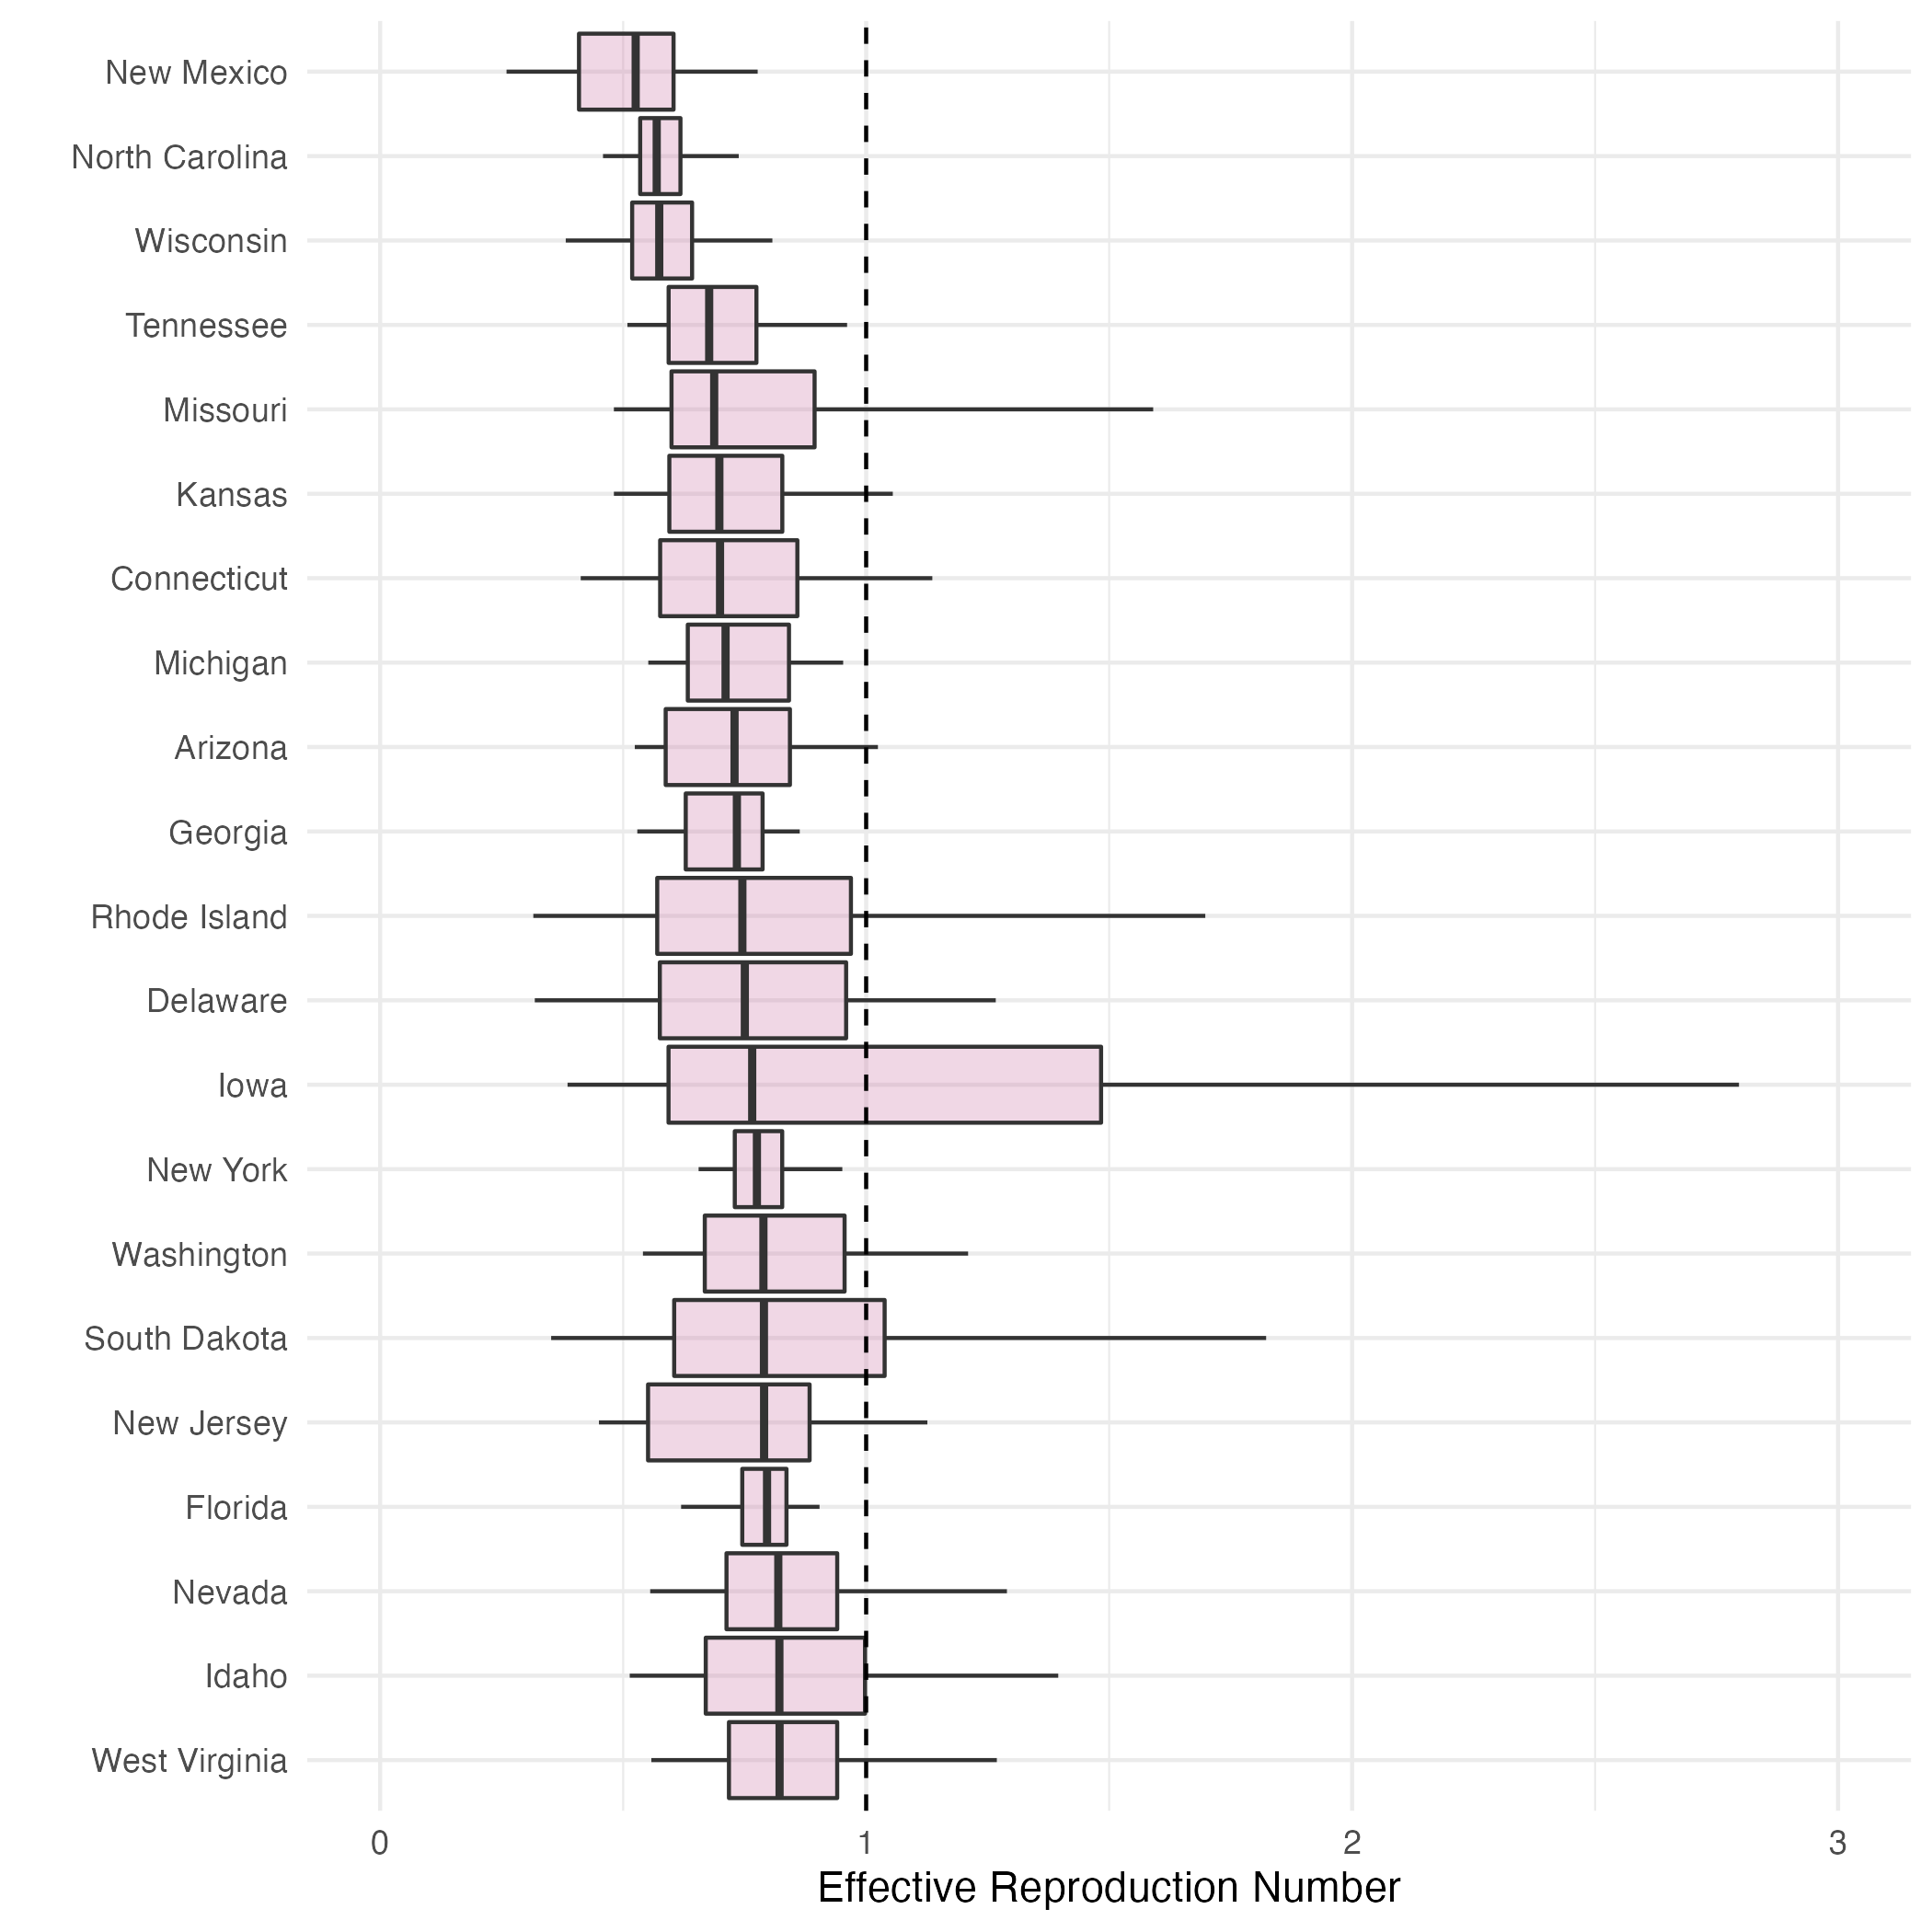 New Mexico
North Carolina
Wisconsin
Tennessee
Missouri
Kansas
Connecticut
Michigan
Arizona
Georgia
Rhode Island
Delaware
Iowa
New York
Washington
South Dakota
New Jersey
Florida
Nevada
Idaho
West Virginia
0 1 2 3
Effective Reproduction Number